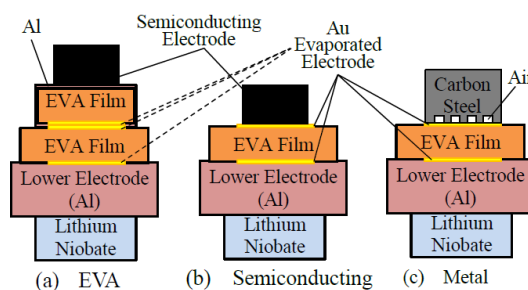 Al
Semiconducting
Electrode
Au
Evaporated
Electrode
Carbon
Steel
Air
EVA Film
EVA Film
Lower Electrode
(Al)
Lithium
Niobate
EVA Film
Lower Electrode
(Al)
Lithium
Niobate
EVA Film
Lower Electrode
(Al)
Lithium
Niobate
(a) EVA
(b) Semiconducting
(c) Metal